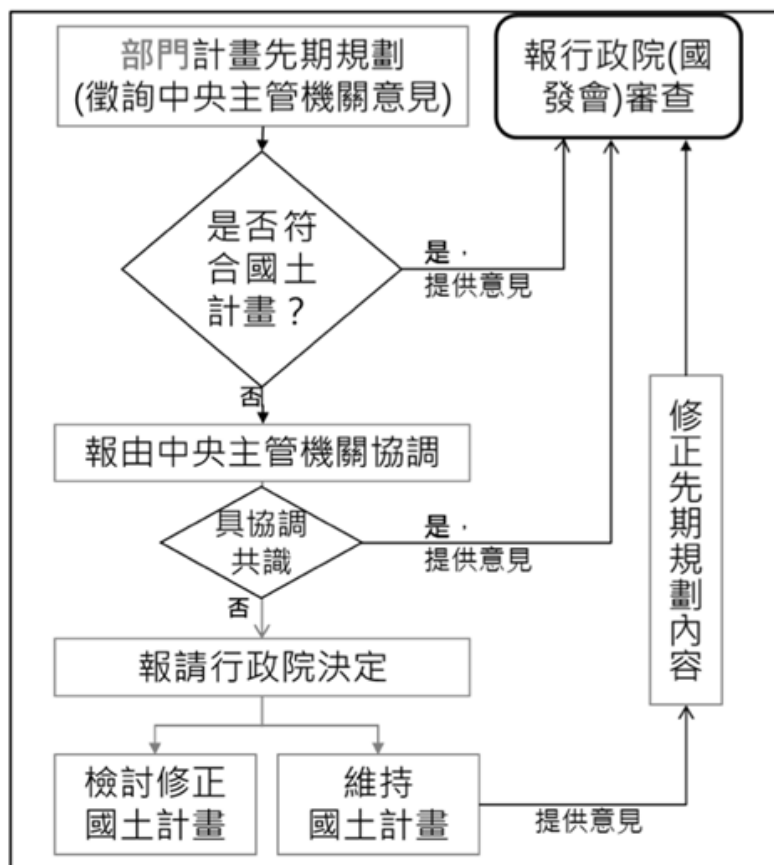 部門計畫先期規劃
(徵詢中央主管機關意見)
報行政院(國
發會)審查
是否符
合國土
計畫？
是，
提供意見
否
報由中央主管機關協調
具協調
共識
是，
提供意見
否
報請行政院決定
檢討修正
國土計畫
維持
國土計畫
提供意見
修正先期規劃內容